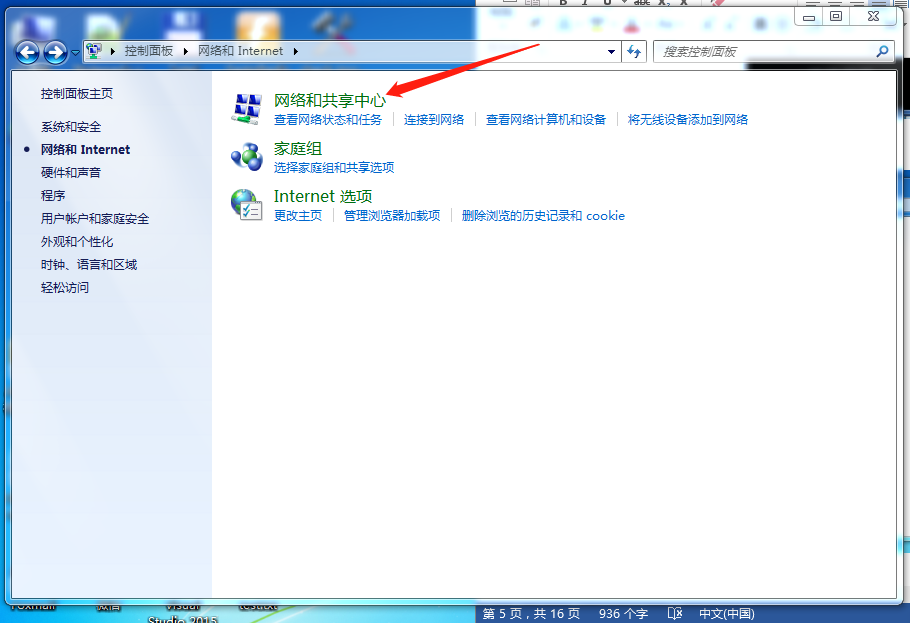 控制面板 网络和 Internet
搜索控制面板
控制面板主页
系统和安全
网络和 Internet
硬件和声音
程序
用户帐户和家庭安全
外观和个性化
时钟、语言和区域
轻松访问
网络和共享中心
查看网络状态和任务 连接到网络 查看网络计算机和设备 将无线设备添加到网络
家庭组
选择家庭组和共享选项
Internet 选项
更改主页 管理浏览器加载项 删除浏览的历史记录和 cookie
Foxmail 微信 Visual
Studio 2015
第 5 页 , 共 16 页 936 个字 中文(中国)